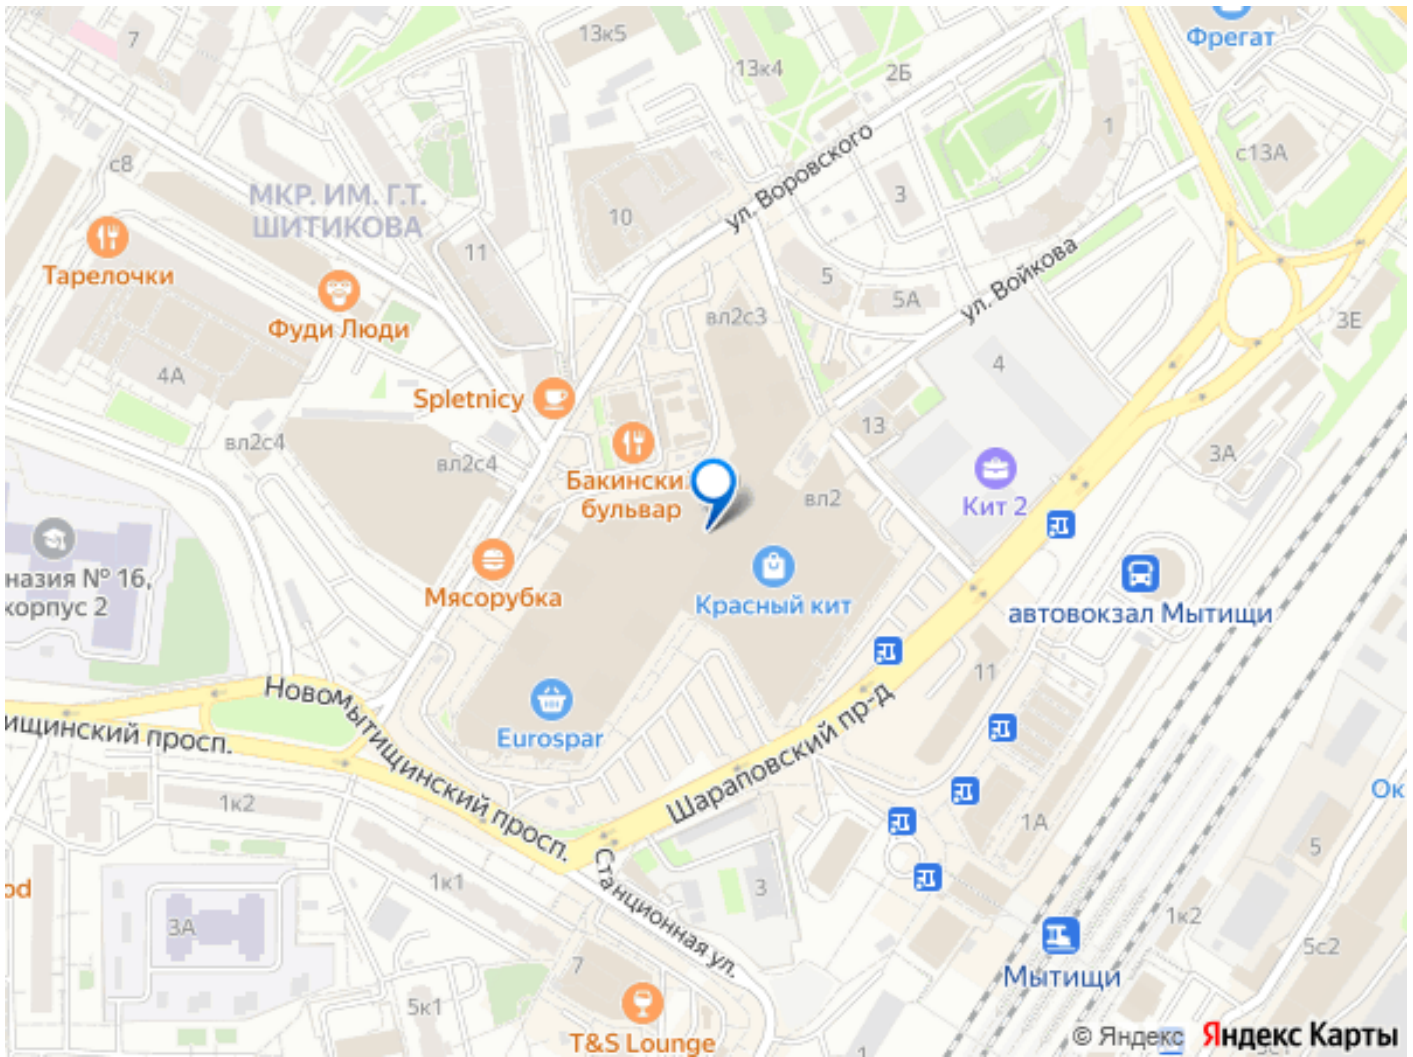 7
13к5
Фрегат
13к4
2Б
1
с13А
с8
МКР. ИМ. Г.Т.
ШИТИКОВА
ул. Воровского
3
10
11
Тарелочки
5
5А
ул. Войкова
Фуди Люди
вл2с3
3Е
4А
4
Spletnicy
13
вл2с4
вл2с4
3А
Бакински
бульвар
вл2
Кит 2
назия № 16,
корпус 2
Мясорубка
Красный кит
автовокзал Мытищи
11
Новомытищинский просп.
ищинский просп.
Eurospar
Шараповский пр-д
1к2
Ок
1А
5
1к1
Станционная ул.
3
od
3А
1к2
5с2
7
5к1
Мытищи
T&S Lounge
© Яндекс Яндекс Карты